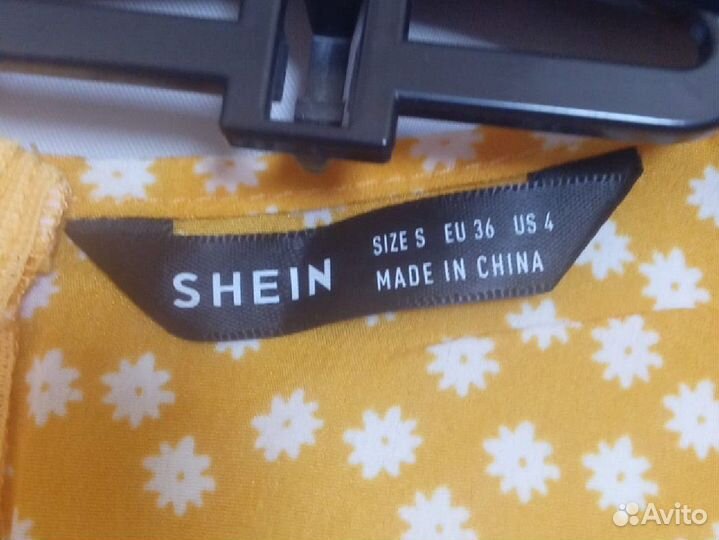 SHEIN
SIZE S EU 36 US 4
MADE IN CHINA
Avito